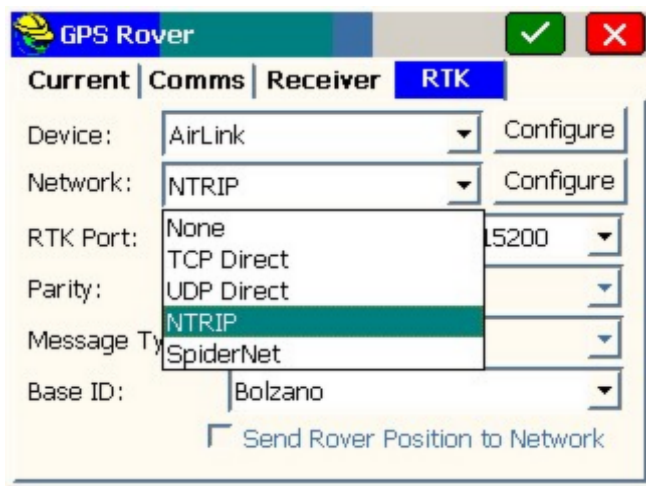 GPS Rover
Current Comms Receiver RTK
Device: AirLink Configure
Network: NTRIP Configure
RTK Port: 15200
None
TCP Direct
Parity: UDP Direct
NTRIP
Message Ty
SpiderNet
Base ID: Bolzano
Send Rover Position to Network